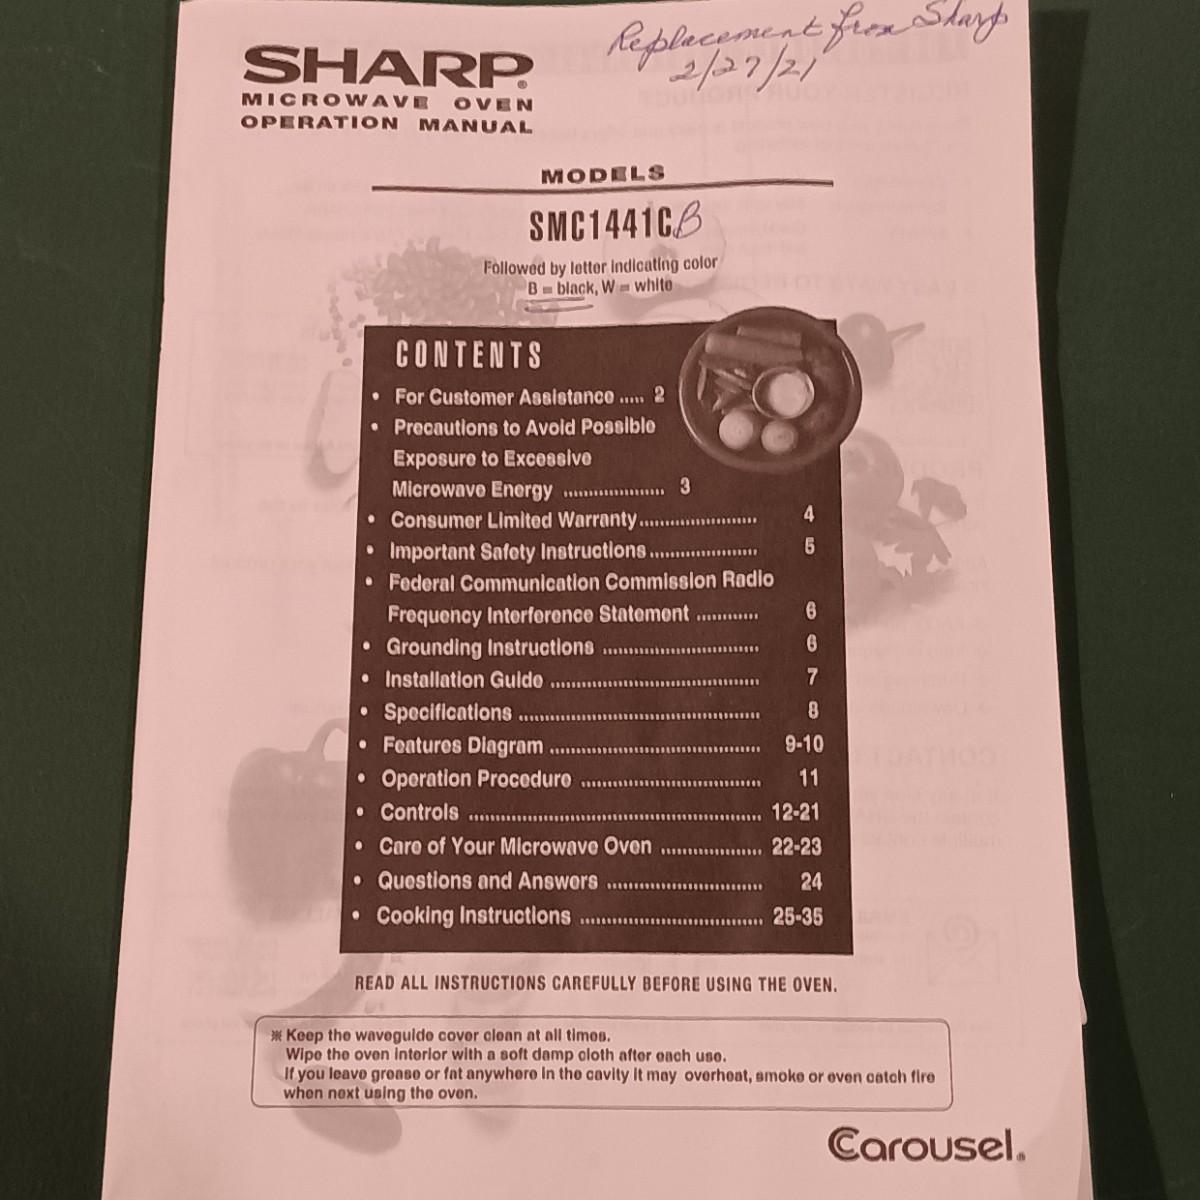 Replacement from Sharp
2/27/21
SHARP®
MICROWAVE OVEN
OPERATION MANUAL
MODELS
SMC1441CB
Followed by letter indicating color
B = black, W = white
CONTENTS
• For Customer Assistance ..... 2
• Precautions to Avoid Possible
Exposure to Excessive
Microwave Energy ................... 3
• Consumer Limited Warranty...................... 4
• Important Safety Instructions.................... 5
• Federal Communication Commission Radio
Frequency Interference Statement ............ 6
• Grounding Instructions ............................. 6
• Installation Guide ...................................... 7
• Specifications ............................................ 8
• Features Diagram ...................................... 9-10
• Operation Procedure ................................. 11
• Controls ..................................................... 12-21
• Care of Your Microwave Oven .................. 22-23
• Questions and Answers ............................ 24
• Cooking Instructions ................................. 25-35
READ ALL INSTRUCTIONS CAREFULLY BEFORE USING THE OVEN.
※ Keep the waveguide cover clean at all times.
Wipe the oven interior with a soft damp cloth after each use.
If you leave grease or fat anywhere in the cavity it may overheat, smoke or even catch fire
when next using the oven.
Carousel®